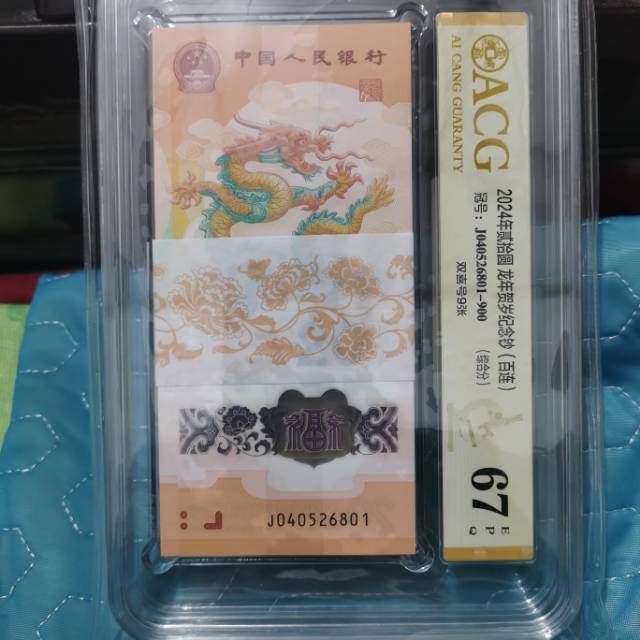 中国人民银行
福
J040526801
ACG
AI CANG GUARANTY
2024年贰拾圆 龙年贺岁纪念钞（百连）
冠号：J040526801-900
双豹号9张
（综合分）
67
E
P
Q